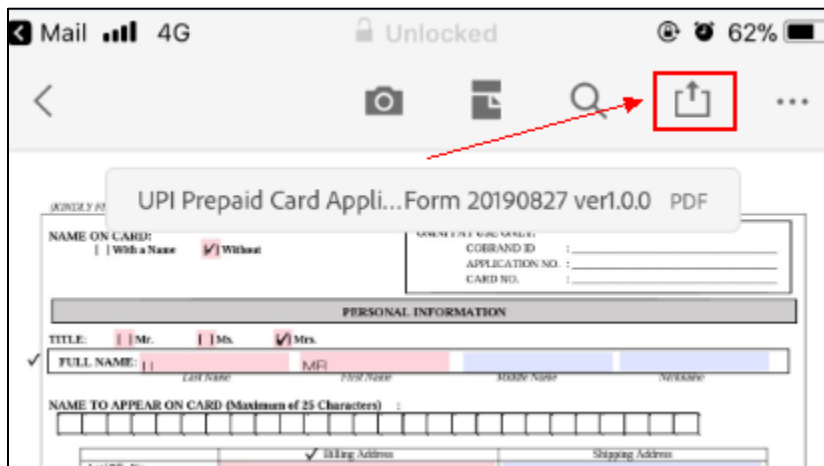 Mail 4G Unlocked 62%
UPI Prepaid Card Appli...Form 20190827 ver1.0.0 PDF
NAME ON CARD:
[ ] With a Name [✓] Without
COBRAND ID : 
APPLICATION NO. : 
CARD NO. : 
PERSONAL INFORMATION
TITLE: [ ] Mr. [ ] Ms. [✓] Mrs.
✓ FULL NAME:
Last Name First Name Middle Name
NAME TO APPEAR ON CARD (Maximum of 25 Characters) :
✓ Billing Address Shipping Address